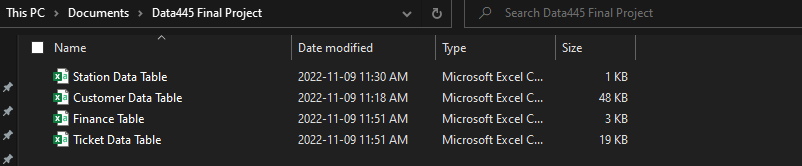 This PC > Documents > Data445 Final Project Search Data445 Final Project
Name Date modified Type Size
Station Data Table 2022-11-09 11:30 AM Microsoft Excel C... 1 KB
Customer Data Table 2022-11-09 11:18 AM Microsoft Excel C... 48 KB
Finance Table 2022-11-09 11:51 AM Microsoft Excel C... 3 KB
Ticket Data Table 2022-11-09 11:51 AM Microsoft Excel C... 19 KB